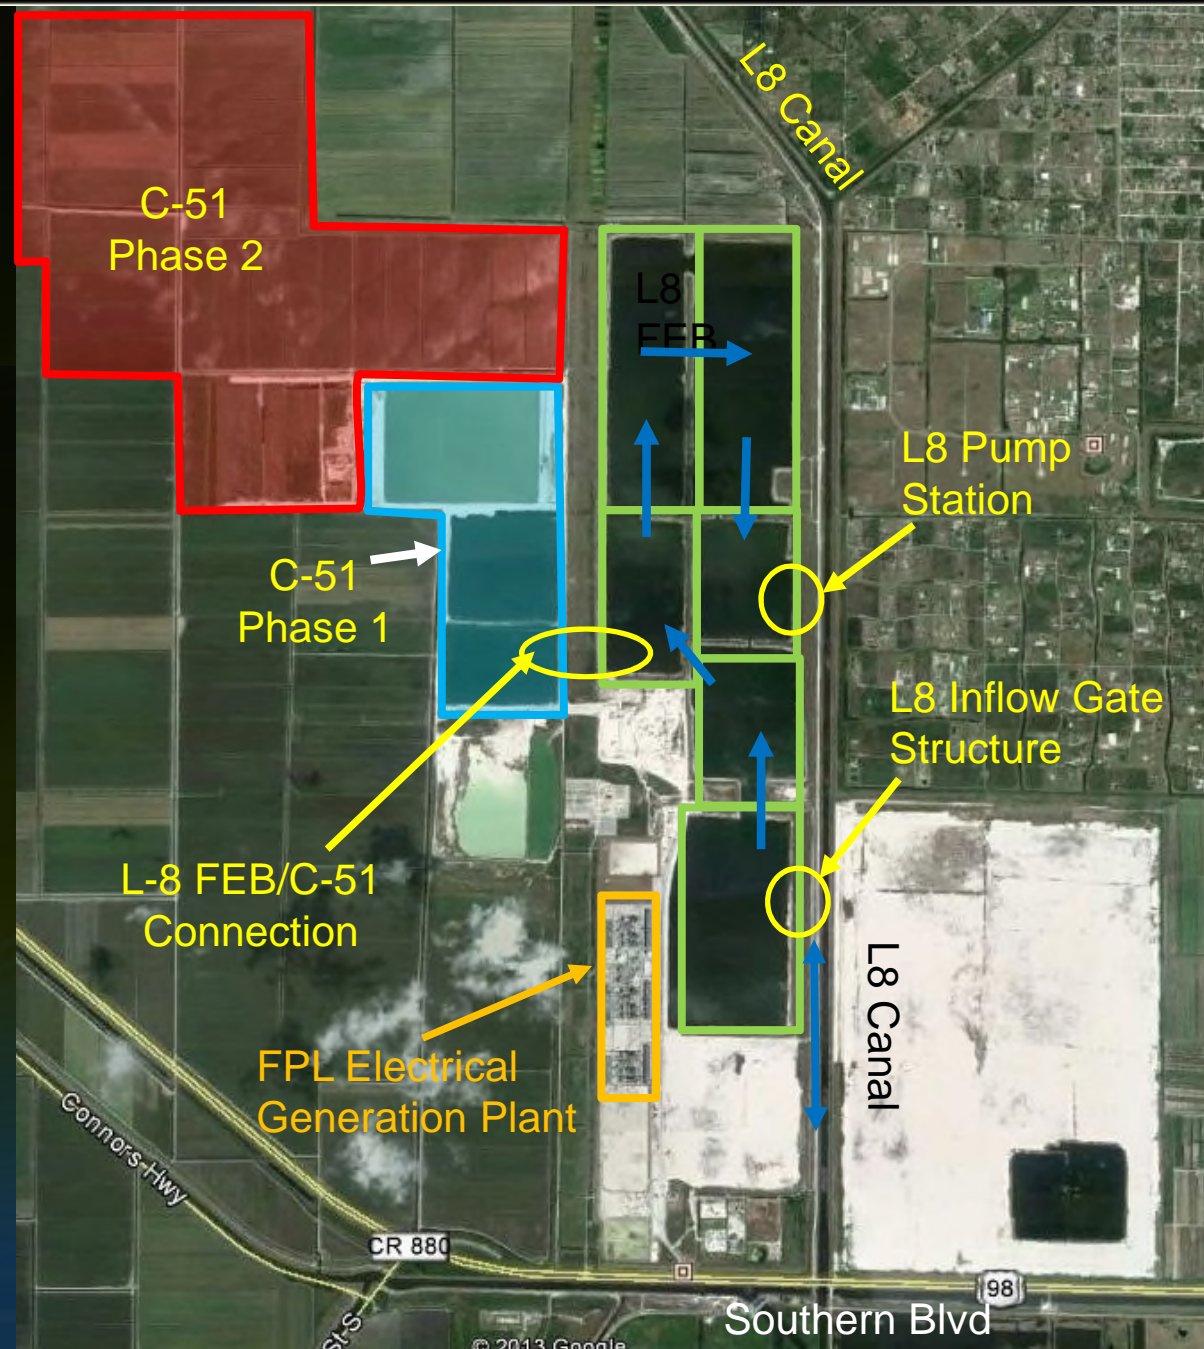 L8 Canal
C-51
Phase 2
L8
FEB
L8 Pump
Station
C-51
Phase 1
L8 Inflow Gate
Structure
L-8 FEB/C-51
Connection
L8 Canal
FPL Electrical
Generation Plant
Connors Hwy
CR 880
98
Southern Blvd
St-S
© 2013 Google